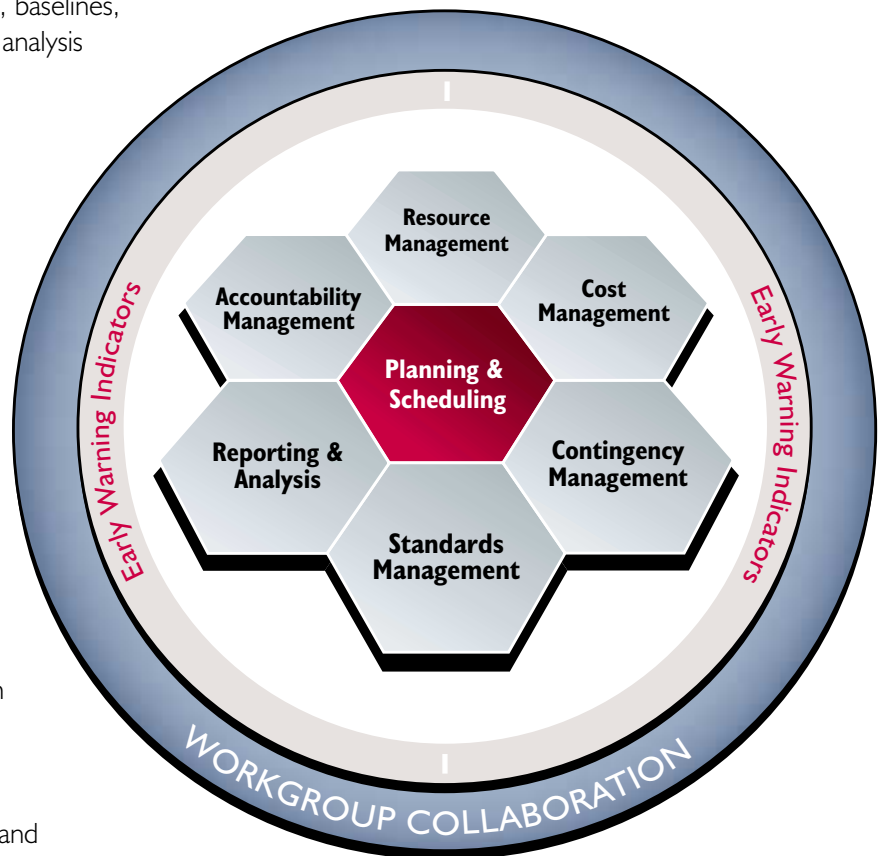 , baselines,
analysis
Resource
Management
Accountability
Management
Cost
Management
Planning &
Scheduling
Reporting &
Analysis
Contingency
Management
Standards
Management
Early Warning Indicators
Early Warning Indicators
WORKGROUP COLLABORATION
and